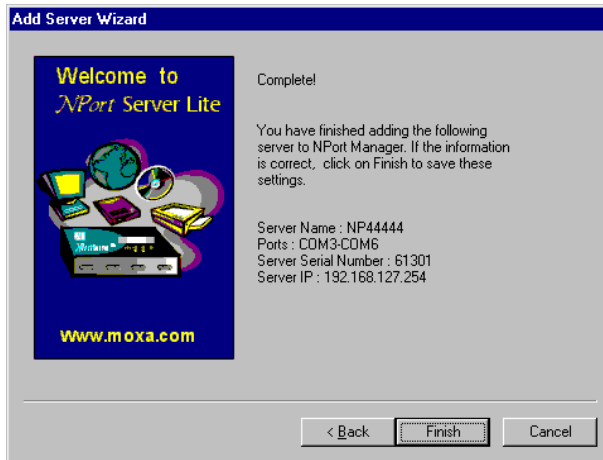 Add Server Wizard
Welcome to
NPort Server Lite
Www.moxa.com
Complete!
You have finished adding the following
server to NPort Manager. If the information
is correct, click on Finish to save these
settings.
Server Name : NP44444
Ports : COM3-COM6
Server Serial Number : 61301
Server IP : 192.168.127.254
< Back
Finish
Cancel